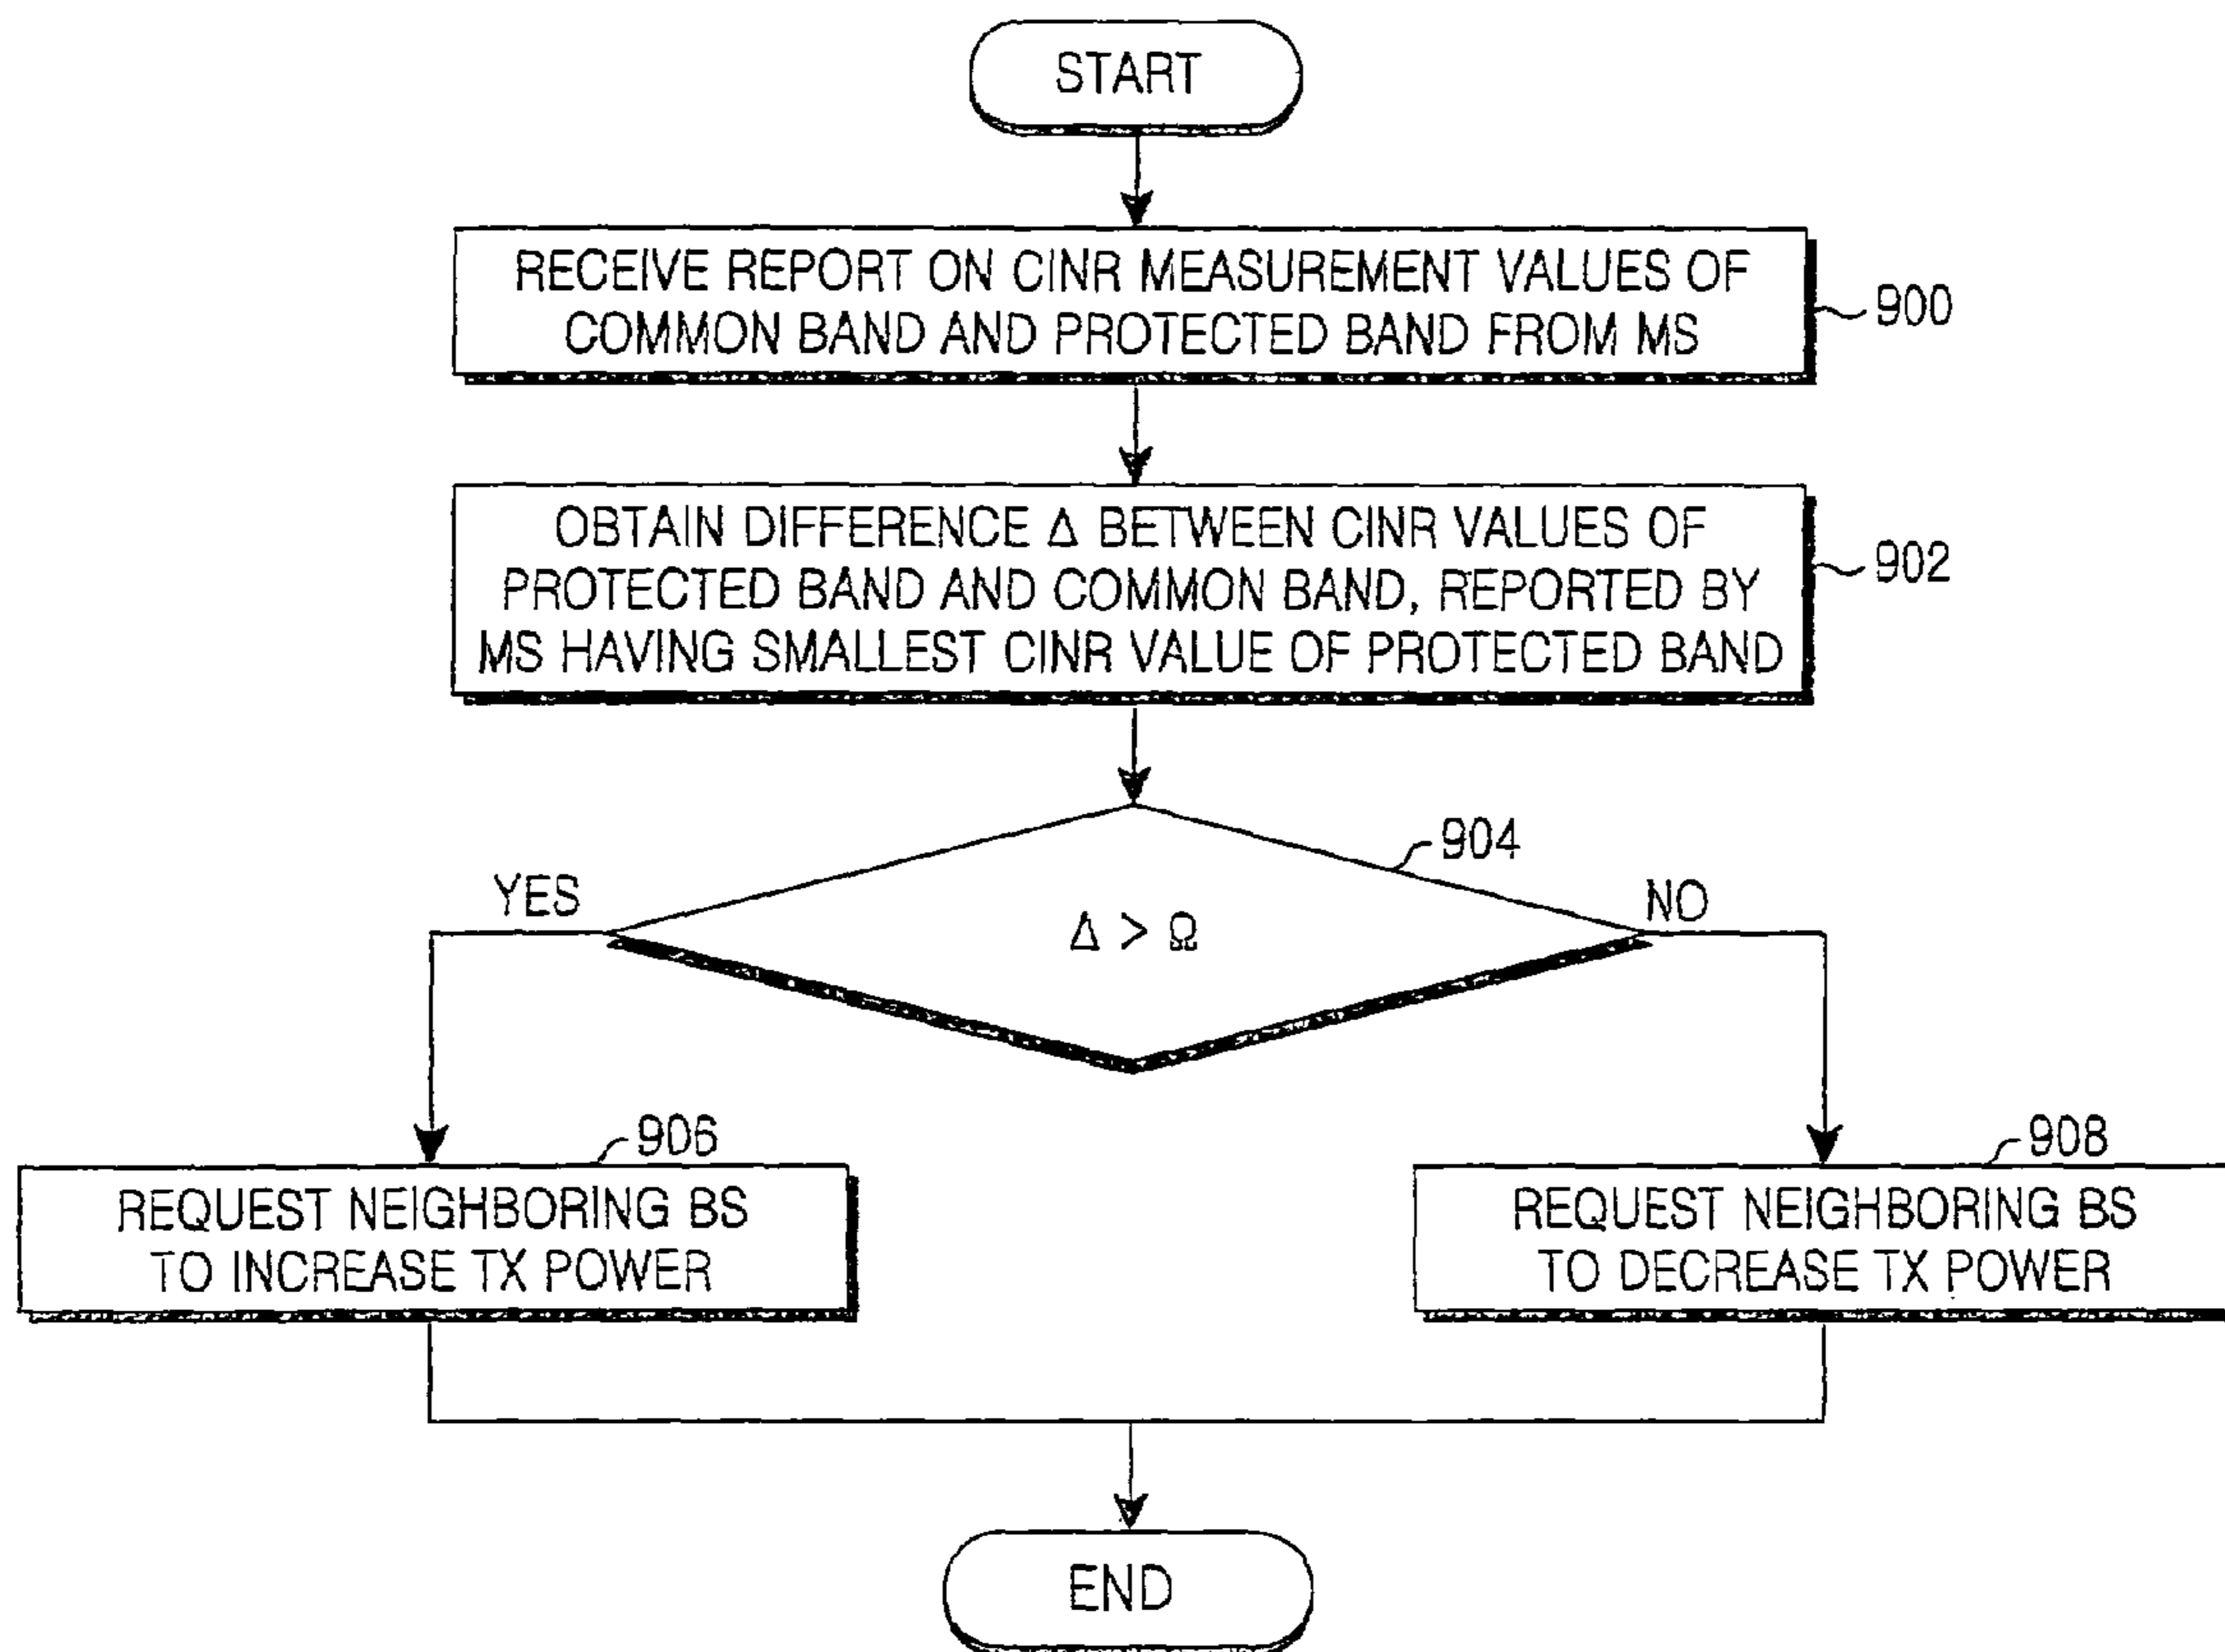 START
RECEIVE REPORT ON CINR MEASUREMENT VALUES OF
COMMON BAND AND PROTECTED BAND FROM MS
900
OBTAIN DIFFERENCE Δ BETWEEN CINR VALUES OF
PROTECTED BAND AND COMMON BAND, REPORTED BY
MS HAVING SMALLEST CINR VALUE OF PROTECTED BAND
902
904
YES
Δ > Ω
NO
906
REQUEST NEIGHBORING BS
TO INCREASE TX POWER
908
REQUEST NEIGHBORING BS
TO DECREASE TX POWER
END